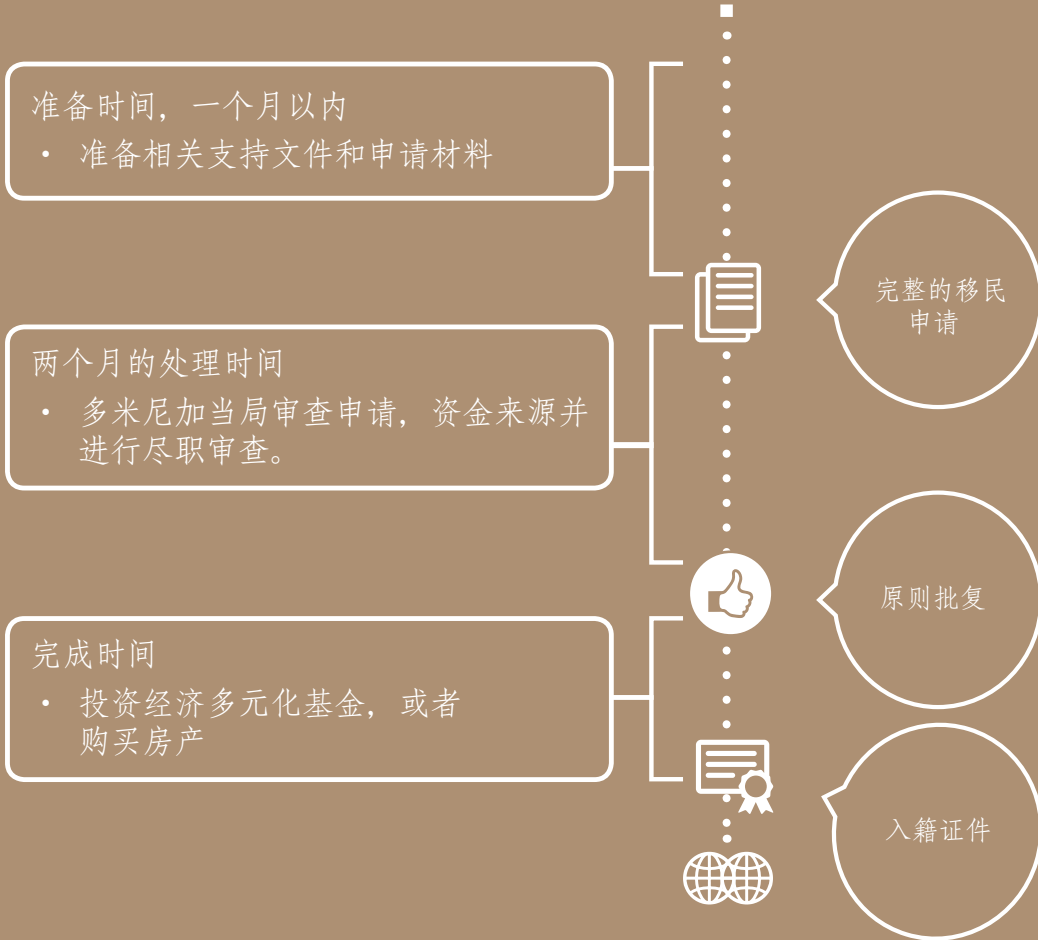 准备时间，一个月以内
• 准备相关支持文件和申请材料
完整的移民
申请
两个月的处理时间
• 多米尼加当局审查申请，资金来源并
进行尽职审查。
原则批复
完成时间
• 投资经济多元化基金，或者
购买房产
入籍证件